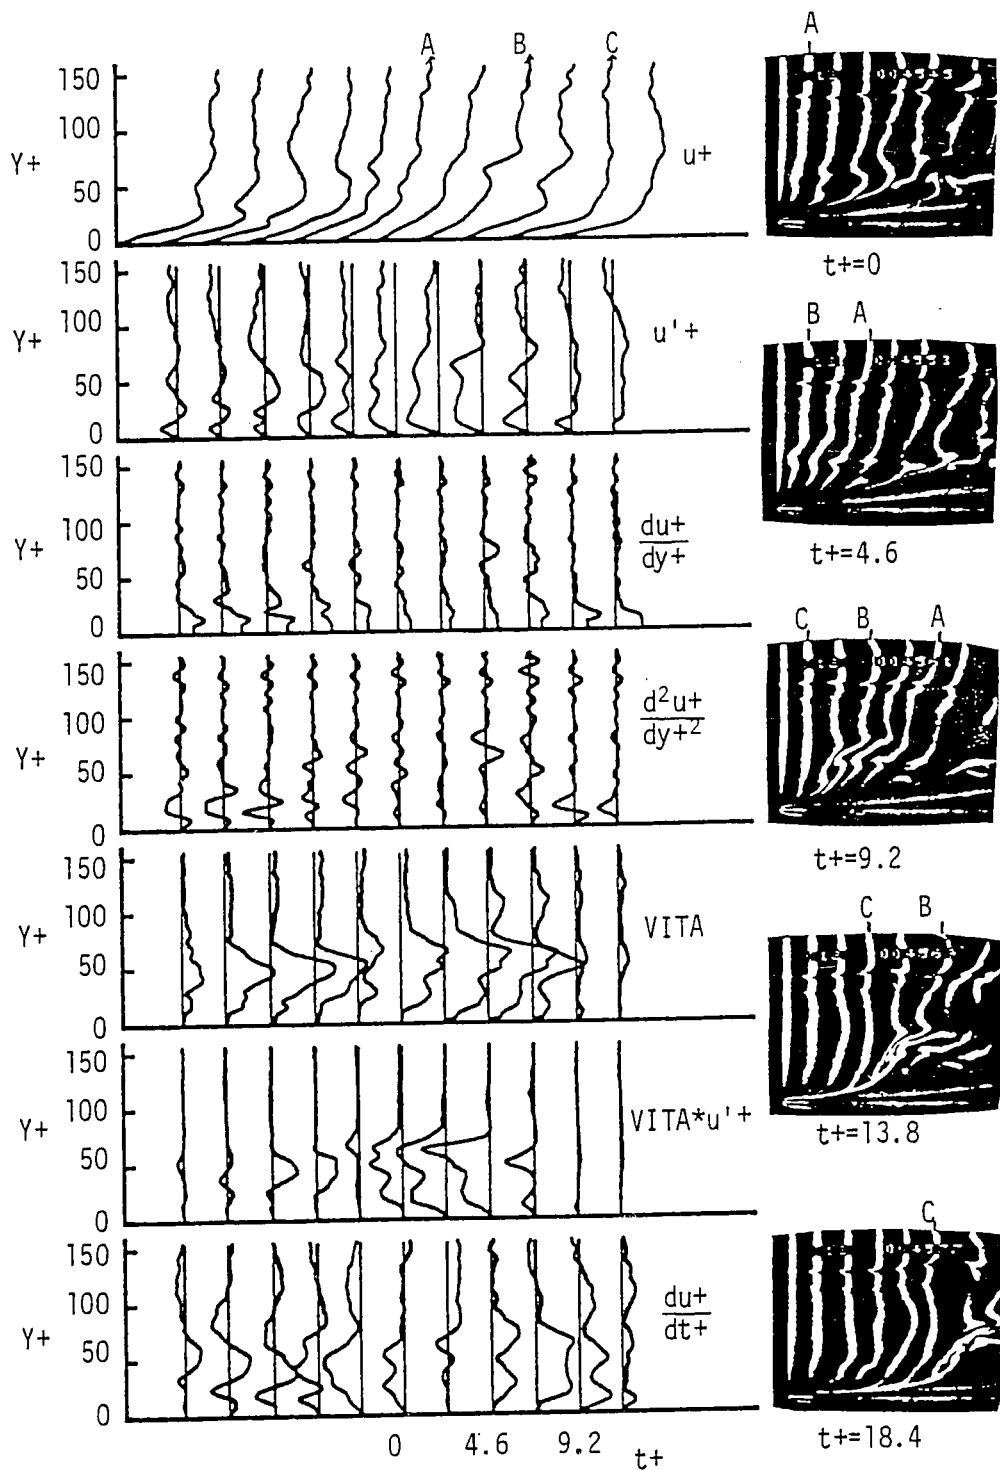 A B C
150
100
Y+
50
0
u+
150
100
Y+
50
0
u'+
150
100
Y+
50
0
du+
dy+
150
100
Y+
50
0
d²u+
dy+²
150
100
Y+
50
0
VITA
150
100
Y+
50
0
VITA*u'+
150
100
Y+
50
0
du+
dt+
0 4.6 9.2 t+
A
t+=0
B A
t+=4.6
C B A
t+=9.2
C B
t+=13.8
C
t+=18.4